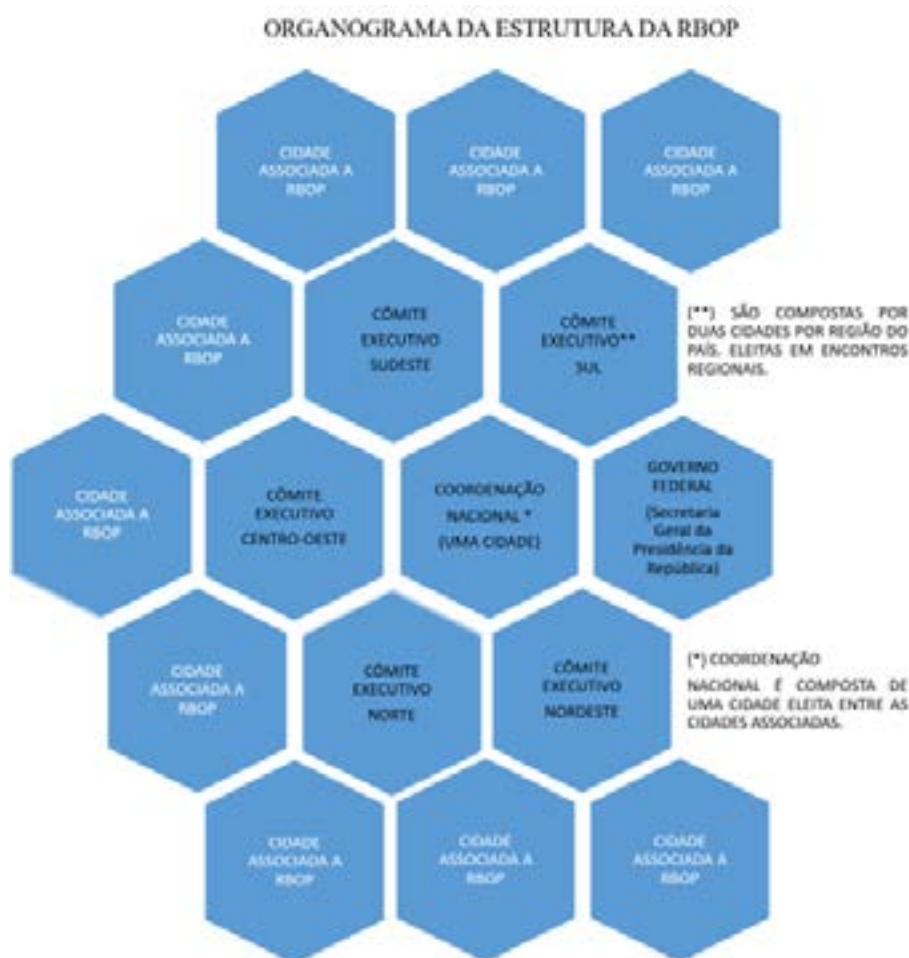 ORGANOGRAMA DA ESTRUTURA DA RBOP
CIDADE
ASSOCIADA A
RBOP
CIDADE
ASSOCIADA A
RBOP
CIDADE
ASSOCIADA A
RBOP
CIDADE
ASSOCIADA A
RBOP
CÔMITE
EXECUTIVO
SUDESTE
CÔMITE
EXECUTIVO**
SUL
(**) SÃO COMPOSTAS POR
DUAS CIDADES POR REGIÃO DO
PAÍS. ELEITAS EM ENCONTROS
REGIONAIS.
CIDADE
ASSOCIADA A
RBOP
CÔMITE
EXECUTIVO
CENTRO-OESTE
COORDENAÇÃO
NACIONAL *
(UMA CIDADE)
GOVERNO
FEDERAL
(Secretaria
Geral da
Presidência da
República)
CIDADE
ASSOCIADA A
RBOP
CÔMITE
EXECUTIVO
NORTE
CÔMITE
EXECUTIVO
NORDESTE
(*) COORDENAÇÃO
NACIONAL É COMPOSTA DE
UMA CIDADE ELEITA ENTRE AS
CIDADES ASSOCIADAS.
CIDADE
ASSOCIADA A
RBOP
CIDADE
ASSOCIADA A
RBOP
CIDADE
ASSOCIADA A
RBOP